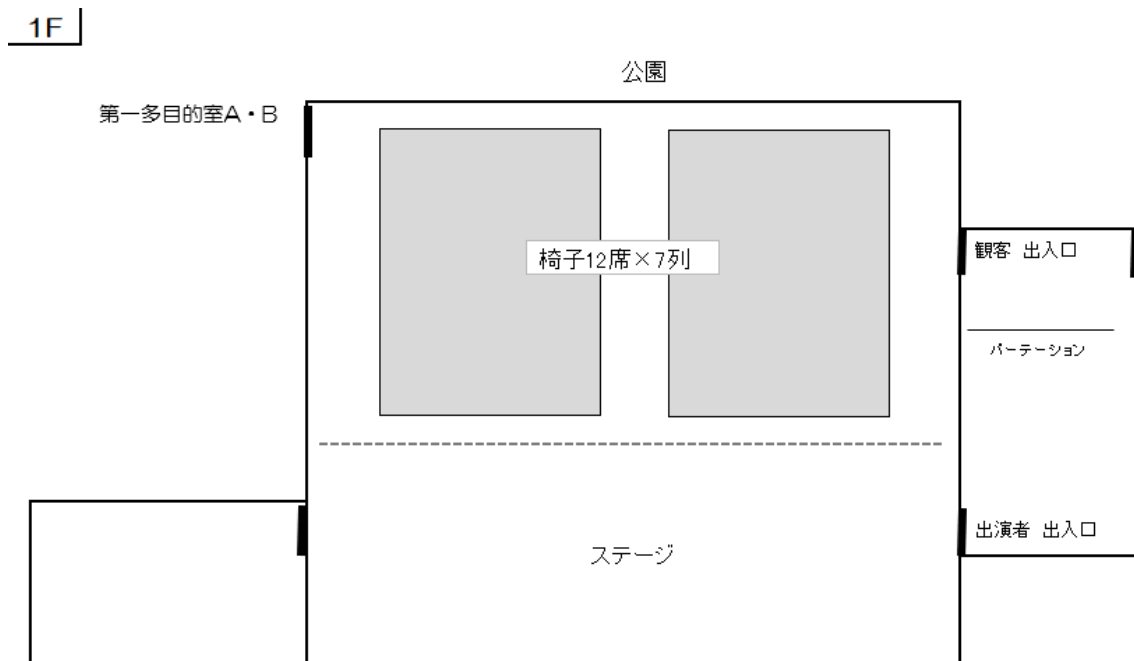 1F
公園
第一多目的室A・B
椅子12席×7列
観客 出入口
パーテーション
出演者 出入口
ステージ